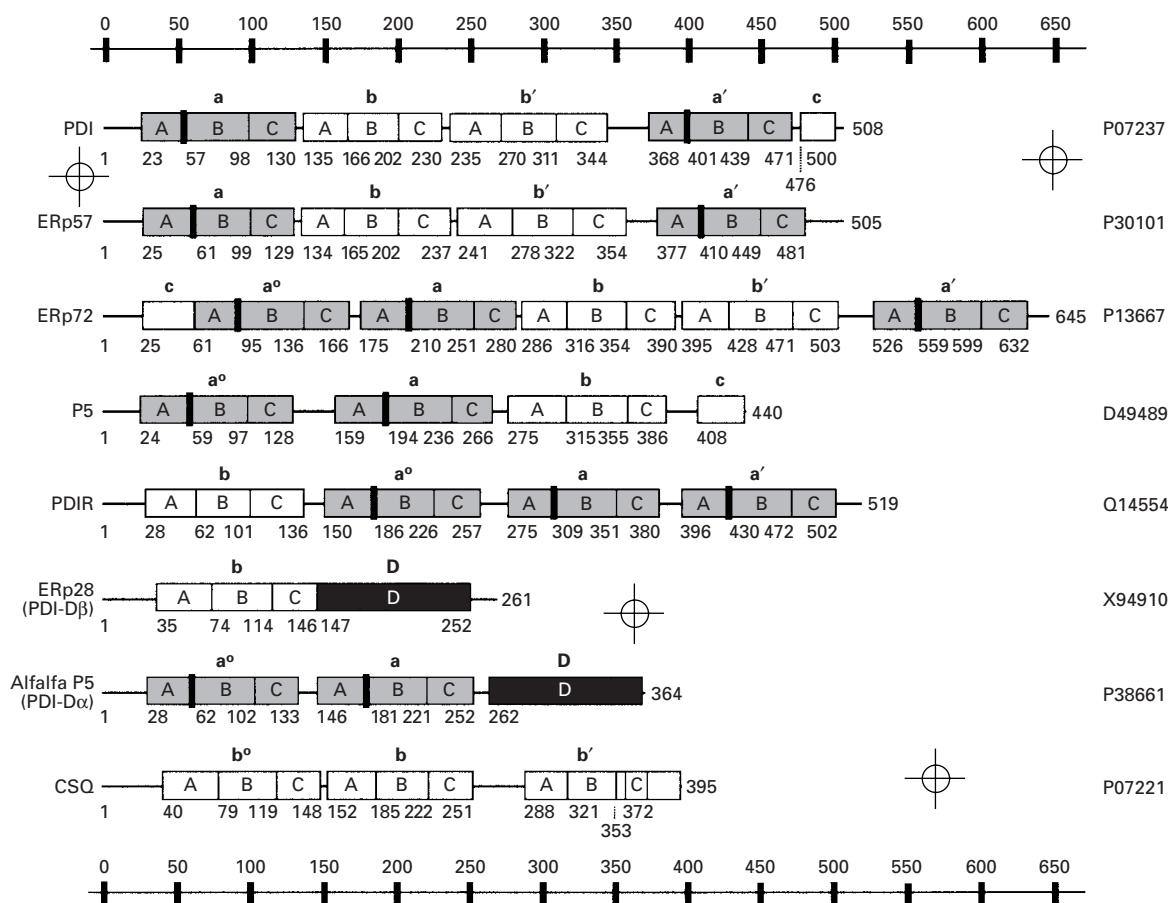 0 50 100 150 200 250 300 350 400 450 500 550 600 650
a b b′ a′ c
PDI A B C A B C A B C A B C 508 P07237
1 23 57 98 130 135 166 202 230 235 270 311 344 368 401 439 471 500
476
a b b′ a′
ERp57 A B C A B C A B C A B C 505 P30101
1 25 61 99 129 134 165 202 237 241 278 322 354 377 410 449 481
c aº a b b′ a′
ERp72 A B C A B C A B C A B C A B C 645 P13667
1 25 61 95 136 166 175 210 251 280 286 316 354 390 395 428 471 503 526 559 599 632
aº a b c
P5 A B C A B C A B C 440 D49489
1 24 59 97 128 159 194 236 266 275 315 355 386 408
b aº a a′
PDIR A B C A B C A B C A B C 519 Q14554
1 28 62 101 136 150 186 226 257 275 309 351 380 396 430 472 502
b D
ERp28
(PDI-Dβ) A B C D 261 X94910
1 35 74 114 146 147 252
aº a D
Alfalfa P5
(PDI-Dα) A B C A B C D 364 P38661
1 28 62 102 133 146 181 221 252 262
bº b b′
CSQ A B C A B C A B C 395 P07221
1 40 79 119 148 152 185 222 251 288 321 372
353
0 50 100 150 200 250 300 350 400 450 500 550 600 650